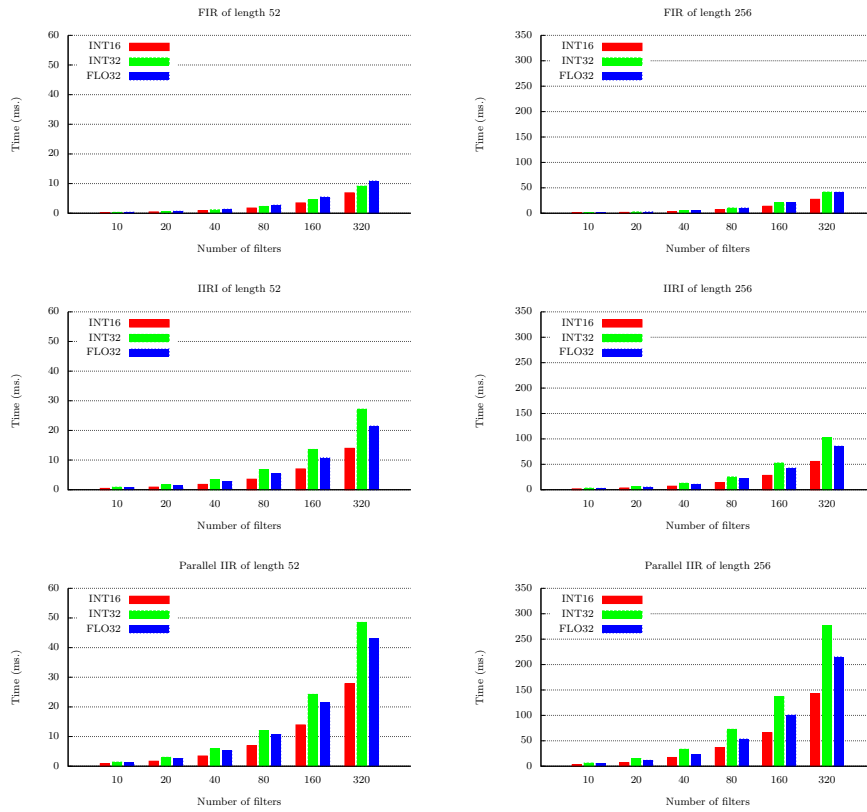 FIR of length 52
60
50
40
30
20
10
0
Time (ms.)
INT16
INT32
FLO32
10 20 40 80 160 320
Number of filters
FIR of length 256
350
300
250
200
150
100
50
0
Time (ms.)
INT16
INT32
FLO32
10 20 40 80 160 320
Number of filters
IIRI of length 52
60
50
40
30
20
10
0
Time (ms.)
INT16
INT32
FLO32
10 20 40 80 160 320
Number of filters
IIRI of length 256
350
300
250
200
150
100
50
0
Time (ms.)
INT16
INT32
FLO32
10 20 40 80 160 320
Number of filters
Parallel IIR of length 52
60
50
40
30
20
10
0
Time (ms.)
INT16
INT32
FLO32
10 20 40 80 160 320
Number of filters
Parallel IIR of length 256
350
300
250
200
150
100
50
0
Time (ms.)
INT16
INT32
FLO32
10 20 40 80 160 320
Number of filters